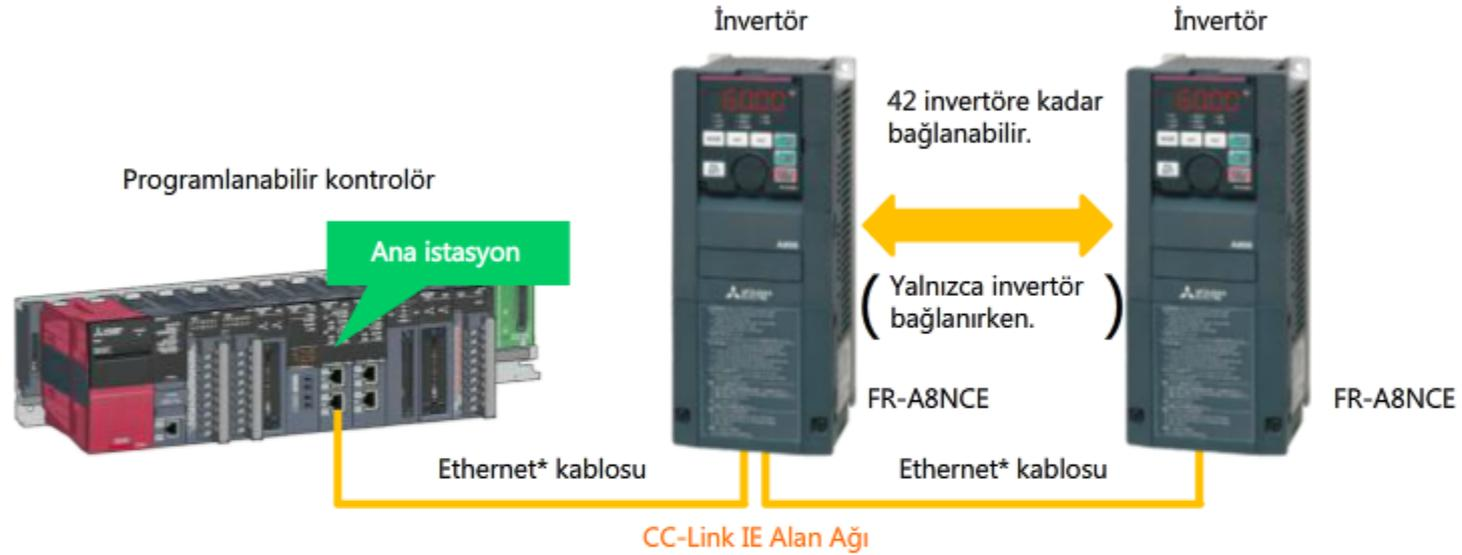 İnvertör
İnvertör
42 invertöre kadar
bağlanabilir.
Programlanabilir kontrolör
Ana istasyon
( Yalnızca invertör
bağlanırken. )
FR-A8NCE
FR-A8NCE
Ethernet* kablosu
Ethernet* kablosu
CC-Link IE Alan Ağı